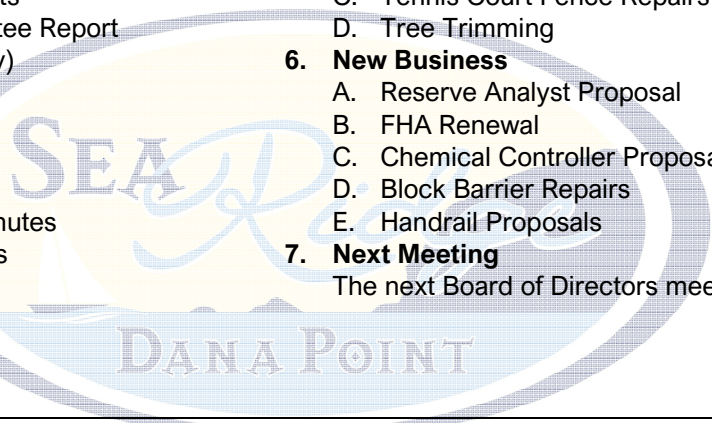 ts
tee Report
y)
nutes
s
C. Tennis Court Fence Repairs
D. Tree Trimming
6. New Business
A. Reserve Analyst Proposal
B. FHA Renewal
C. Chemical Controller Proposa
D. Block Barrier Repairs
E. Handrail Proposals
7. Next Meeting
The next Board of Directors mee
SEA
Ridge
DANA POINT